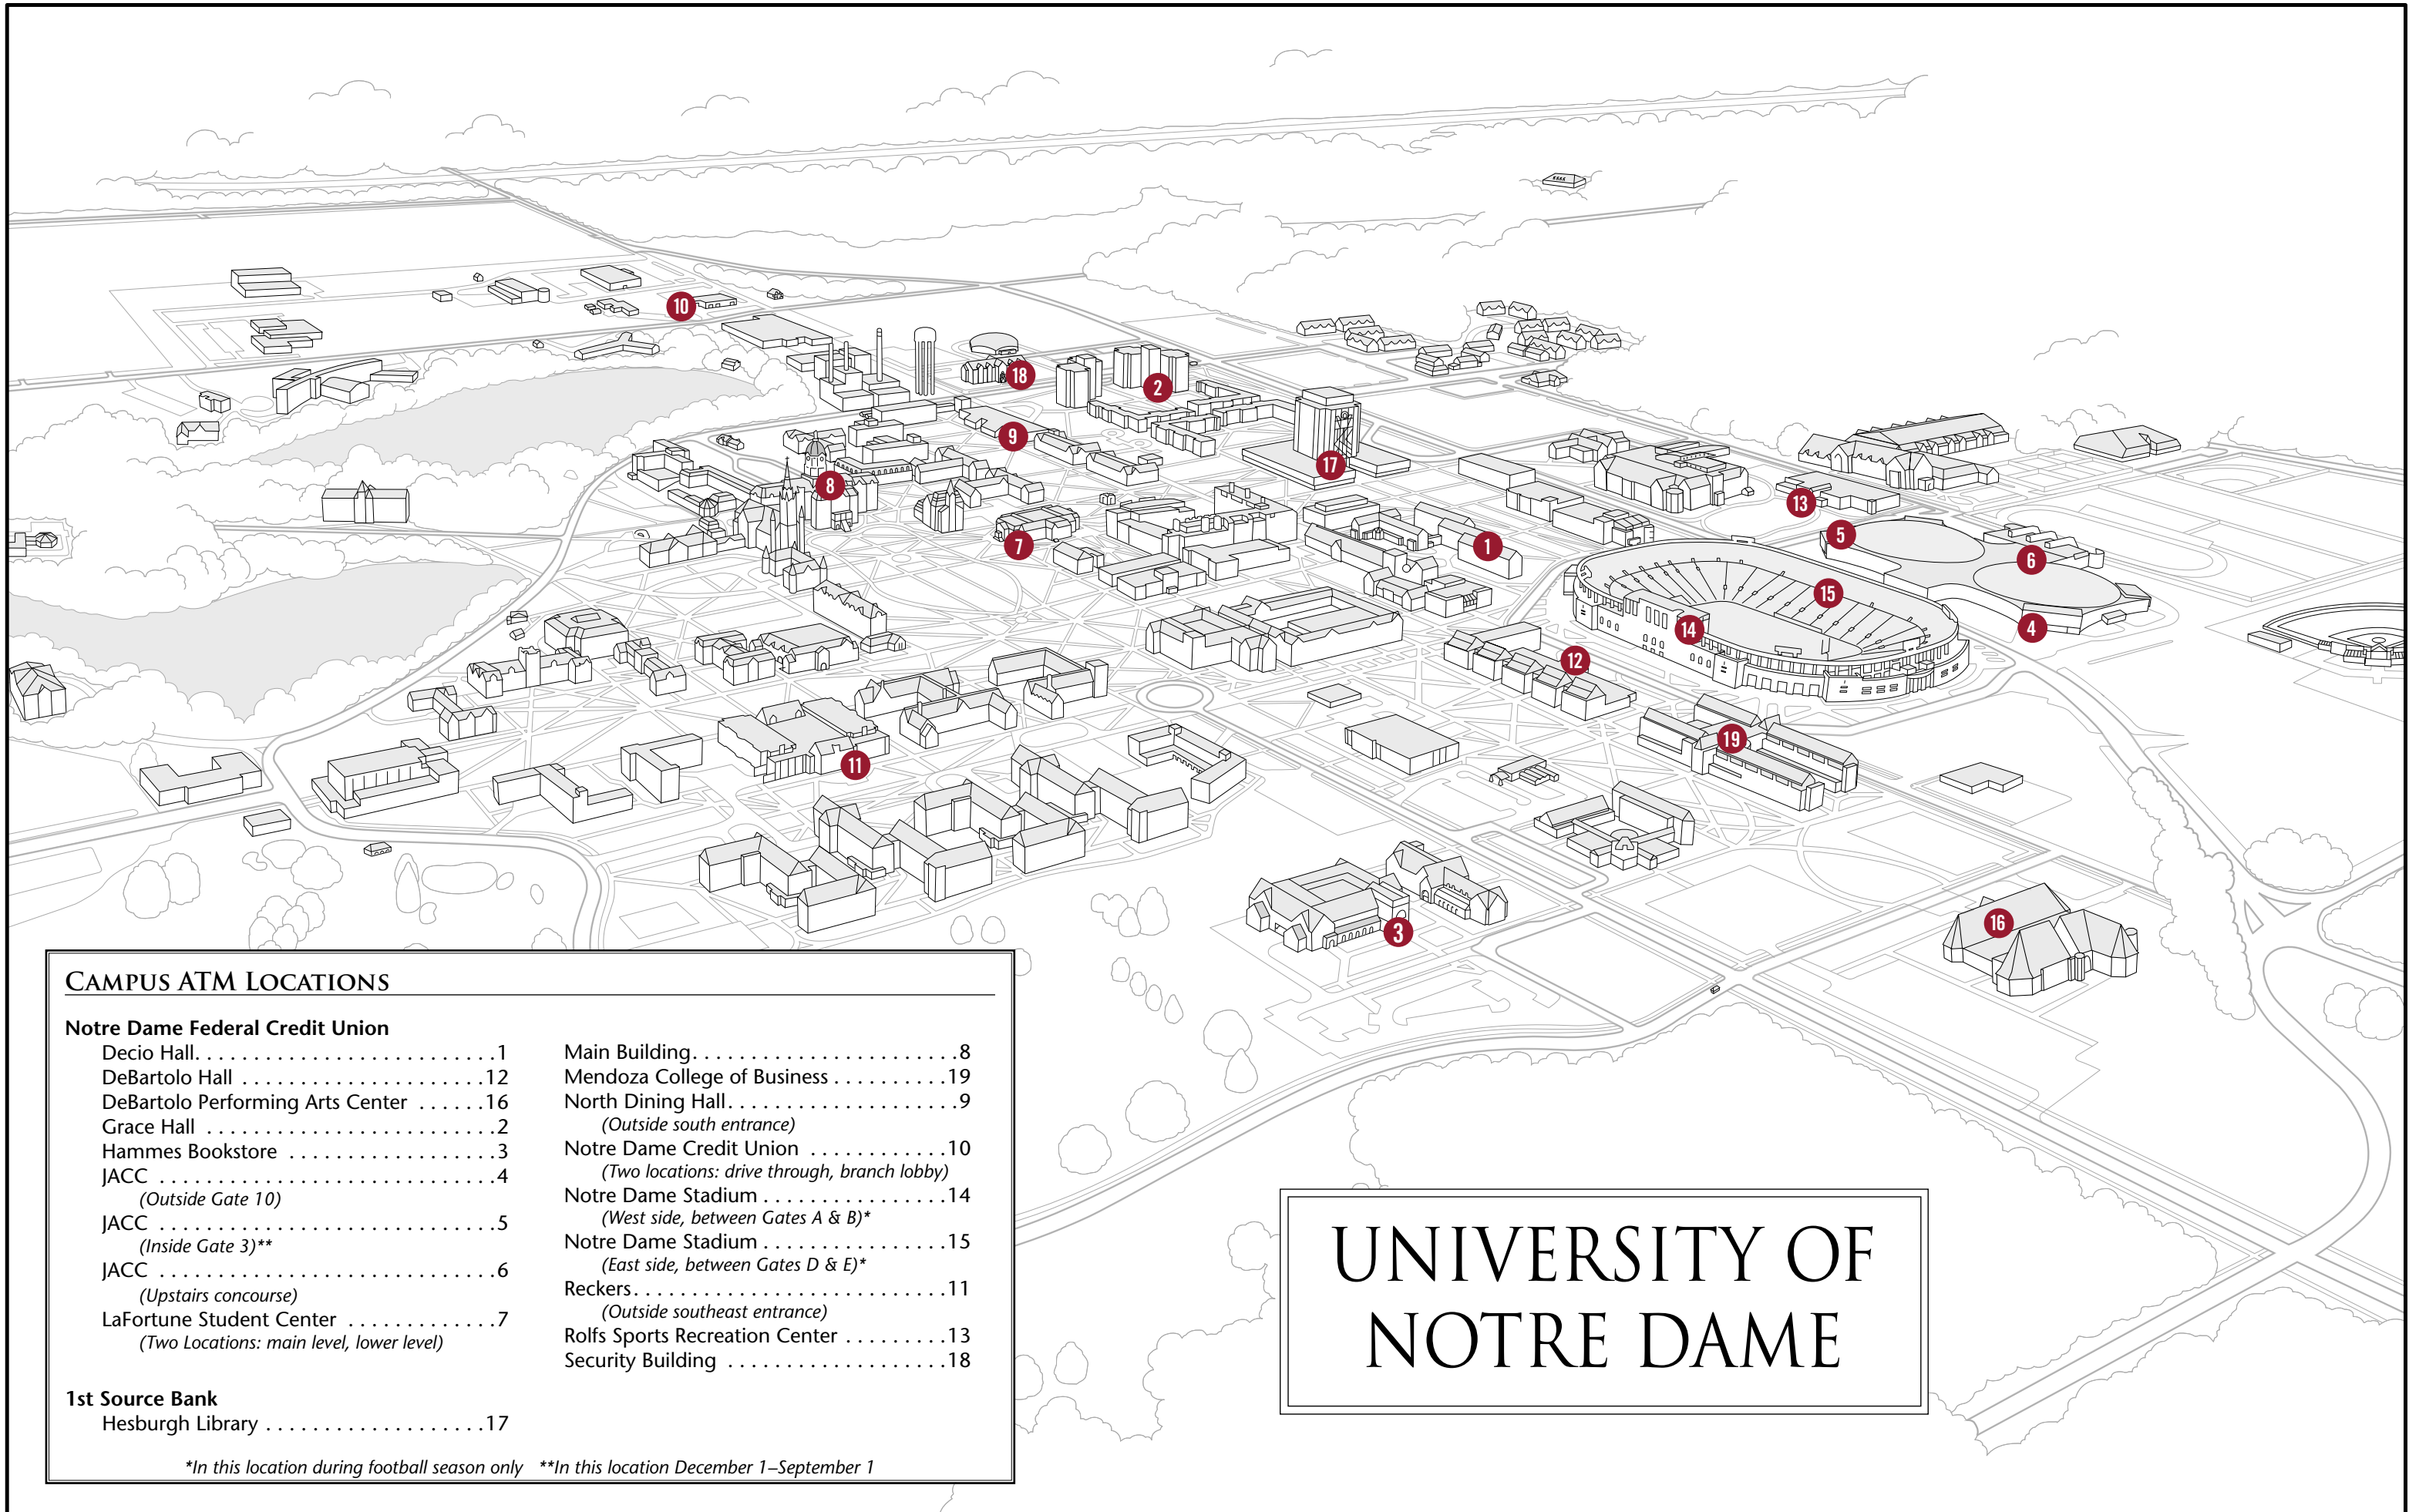 10
18
2
9
17
8
13
5
7
1
6
15
14
4
12
19
11
3
16
CAMPUS ATM LOCATIONS
Notre Dame Federal Credit Union
Decio Hall. . . . . . . . . . . . . . . . . . . . . . . . . .1
DeBartolo Hall . . . . . . . . . . . . . . . . . . . . .12
DeBartolo Performing Arts Center . . . . . .16
Grace Hall . . . . . . . . . . . . . . . . . . . . . . . . .2
Hammes Bookstore . . . . . . . . . . . . . . . . . .3
JACC . . . . . . . . . . . . . . . . . . . . . . . . . . . . .4
(Outside Gate 10)
JACC . . . . . . . . . . . . . . . . . . . . . . . . . . . . .5
(Inside Gate 3)**
JACC . . . . . . . . . . . . . . . . . . . . . . . . . . . . .6
(Upstairs concourse)
LaFortune Student Center . . . . . . . . . . . . .7
(Two Locations: main level, lower level)
1st Source Bank
Hesburgh Library . . . . . . . . . . . . . . . . . . .17
Main Building. . . . . . . . . . . . . . . . . . . . . . .8
Mendoza College of Business . . . . . . . . . .19
North Dining Hall. . . . . . . . . . . . . . . . . . . .9
(Outside south entrance)
Notre Dame Credit Union . . . . . . . . . . . .10
(Two locations: drive through, branch lobby)
Notre Dame Stadium . . . . . . . . . . . . . . . .14
(West side, between Gates A & B)*
Notre Dame Stadium . . . . . . . . . . . . . . . .15
(East side, between Gates D & E)*
Reckers. . . . . . . . . . . . . . . . . . . . . . . . . . .11
(Outside southeast entrance)
Rolfs Sports Recreation Center . . . . . . . . .13
Security Building . . . . . . . . . . . . . . . . . . .18
*In this location during football season only **In this location December 1–September 1
UNIVERSITY OF
NOTRE DAME